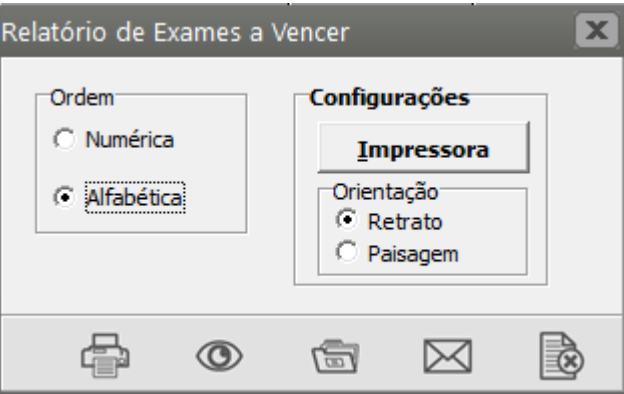 Relatório de Exames a Vencer
Ordem
Numérica
Alfabética
Configurações
Impressora
Orientação
Retrato
Paisagem